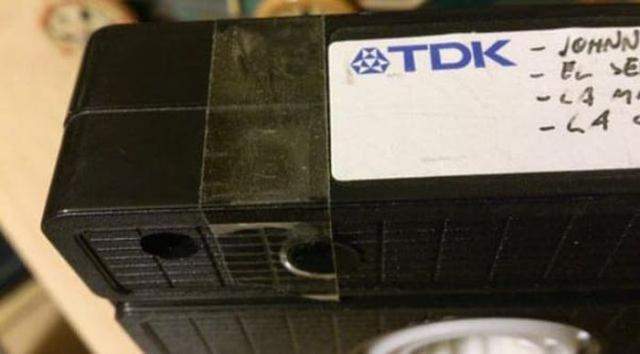 TDK
- JOHNN
- EL SE
- LA M
- LA